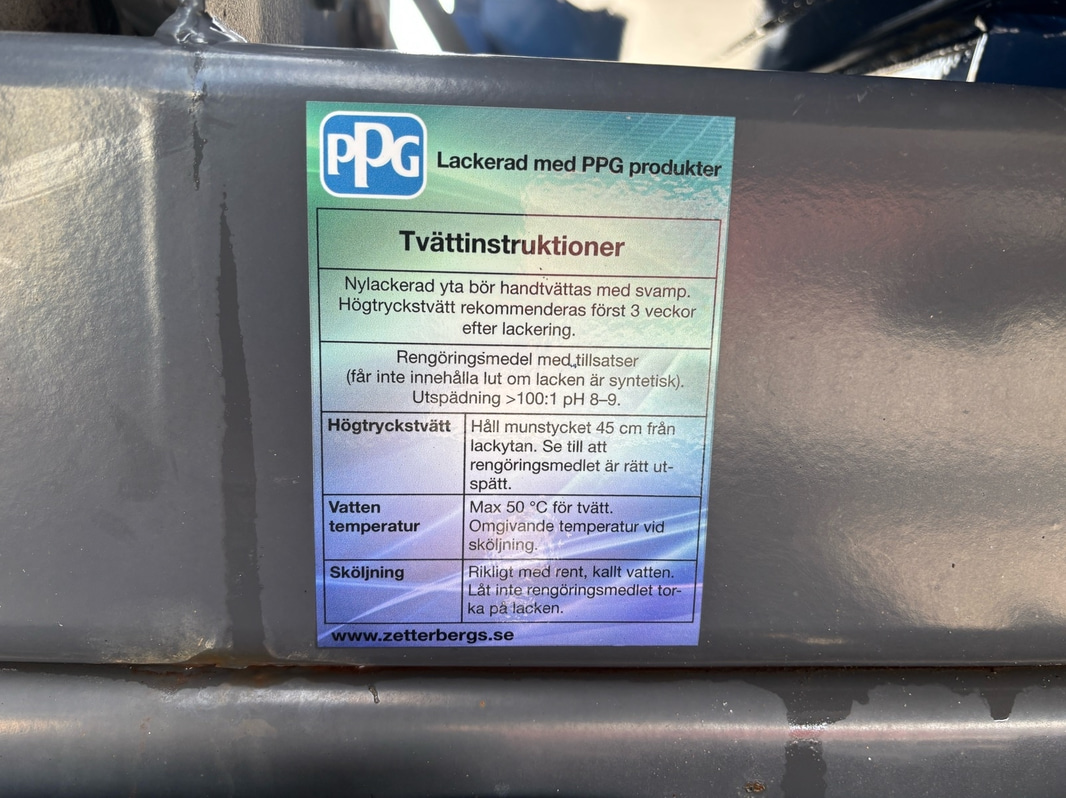 PPG
Lackerad med PPG produkter
Tvättinstruktioner
Nylackerad yta bör handtvättas med svamp.
Högtryckstvätt rekommenderas först 3 veckor
efter lackering.
Rengöringsmedel med tillsatser
(får inte innehålla lut om lacken är syntetisk).
Utspädning >100:1 pH 8–9.
Högtryckstvätt
Håll munstycket 45 cm från
lackytan. Se till att
rengöringsmedlet är rätt ut-
spätt.
Vatten
temperatur
Max 50 °C för tvätt.
Omgivande temperatur vid
sköljning.
Sköljning
Rikligt med rent, kallt vatten.
Låt inte rengöringsmedlet tor-
ka på lacken.
www.zetterbergs.se